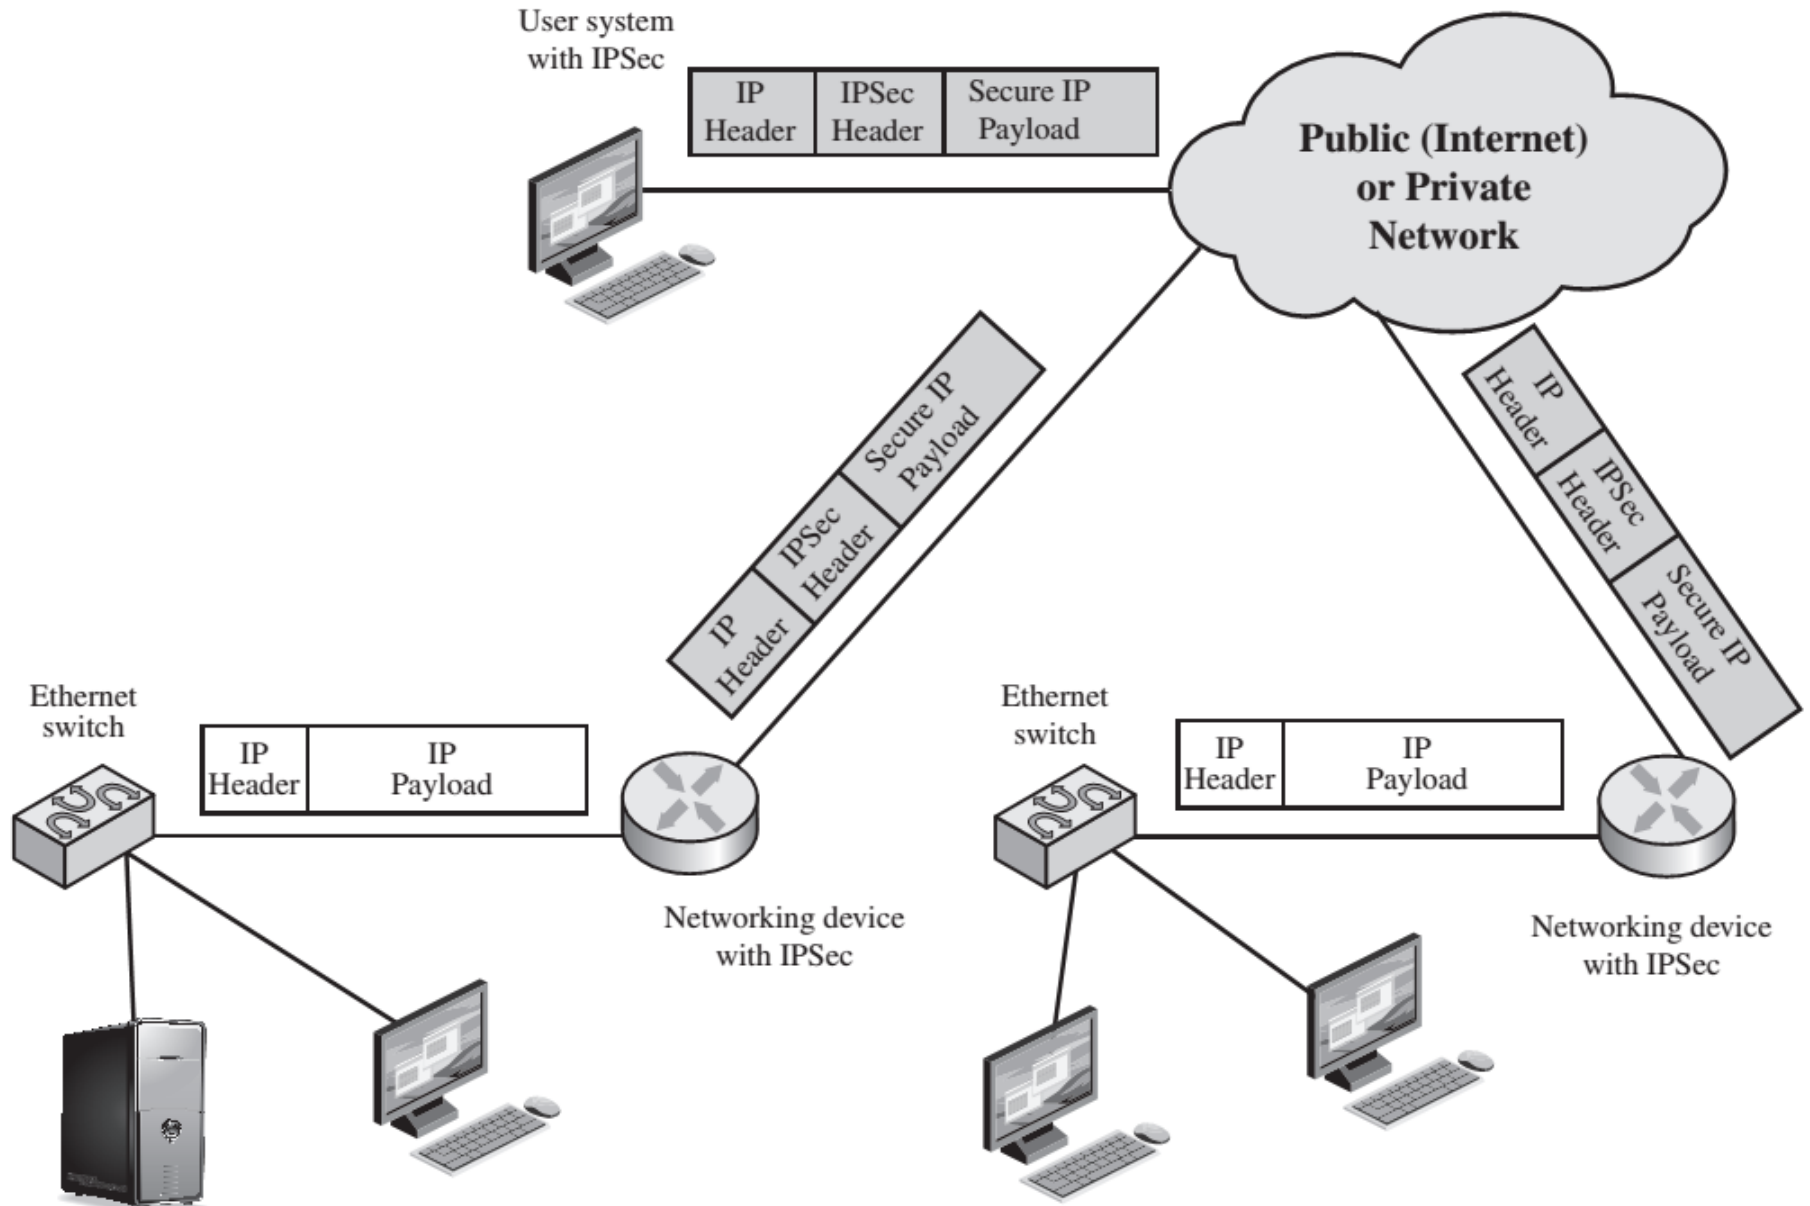 User system
with IPSec
IP
Header
IPSec
Header
Secure IP
Payload
Public (Internet)
or Private
Network
IP
Header
IPSec
Header
Secure IP
Payload
IP
Header
IPSec
Header
Secure IP
Payload
Ethernet
switch
IP
Header
IP
Payload
Networking device
with IPSec
Ethernet
switch
IP
Header
IP
Payload
Networking device
with IPSec